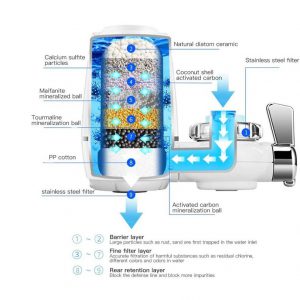 Natural diatom ceramic
Calcium sulfite
particles
Coconut shell
activated carbon
Stainless steel filter
Maifanite
mineralized ball
Tourmaline
mineralization ball
PP cotton
stainless steel filter
Activated carbon
mineralization ball
① ~ ② Barrier layer
Large particles such as rust, sand are first trapped in the water inlet
③ ~ ⑦ Fine filter layer
Accurate filtration of harmful substances such as residual chlorine,
different colors and odors in water
⑧ ~ ⑨ Rear retention layer
Block the defense line and block more impurities